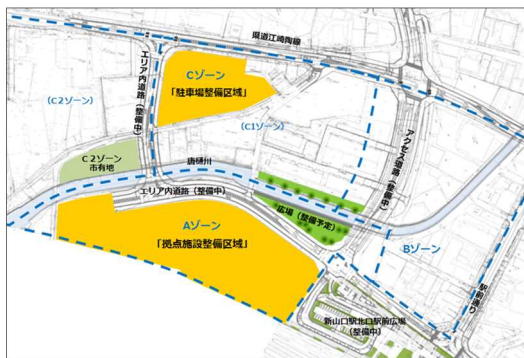 県道江崎陶線
エリア内道路（整備中）
Cゾーン
「駐車場整備区域」
（C2ゾーン）
（C1ゾーン）
アクセス道路（整備中）
C2ゾーン
市有地
唐樋川
エリア内道路（整備中）
広場（整備予定）
Aゾーン
「拠点施設整備区域」
Bゾーン
駅前通り
新山口駅北口駅前広場
（整備中）